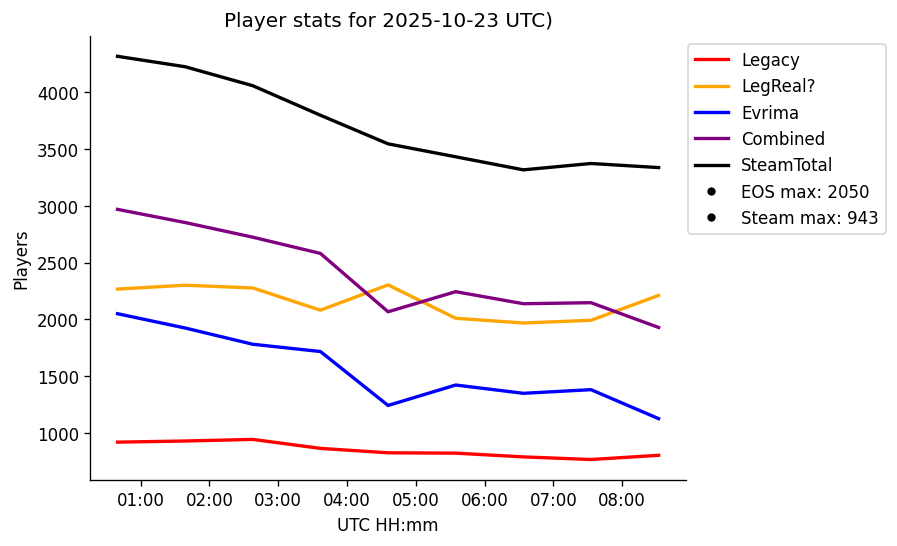 Player stats for 2025-10-23 UTC)
Legacy
LegReal?
Evrima
Combined
SteamTotal
EOS max: 2050
Steam max: 943
Players
4000
3500
3000
2500
2000
1500
1000
01:00 02:00 03:00 04:00 05:00 06:00 07:00 08:00
UTC HH:mm